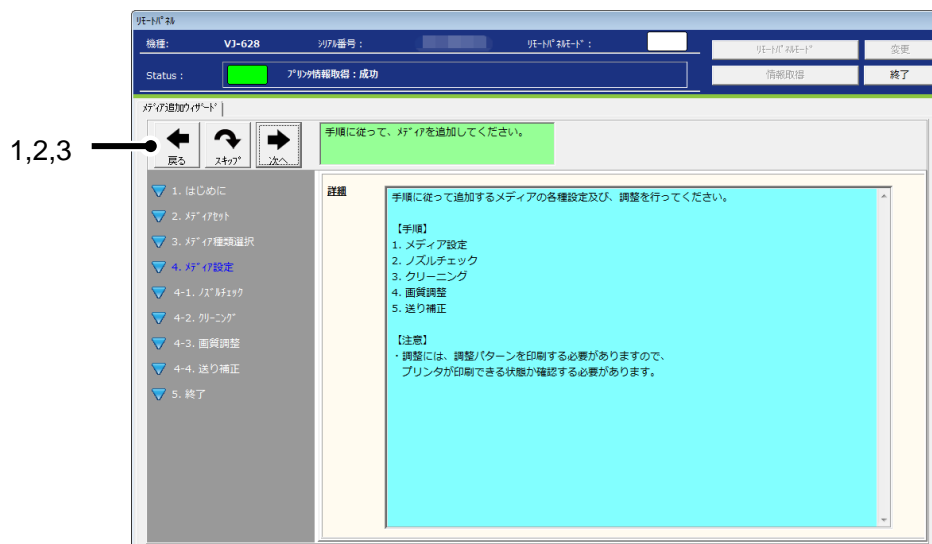 ﾘﾓｰﾄﾊﾟﾈﾙ
機種: VJ-628 ｼﾘｱﾙ番号： ﾘﾓｰﾄﾊﾟﾈﾙﾓｰﾄﾞ： ﾘﾓｰﾄﾊﾟﾈﾙﾓｰﾄﾞ 変更
Status： ﾌﾟﾘﾝﾀ情報取得：成功 情報取得 終了
ﾒﾃﾞｨｱ追加ｳｨｻﾞｰﾄﾞ
1,2,3
戻る ｽｷｯﾌﾟ 次へ
手順に従って、ﾒﾃﾞｨｱを追加してください。
1. はじめに
2. ﾒﾃﾞｨｱｾｯﾄ
3. ﾒﾃﾞｨｱ種類選択
4. ﾒﾃﾞｨｱ設定
4-1. ﾉｽﾞﾙﾁｪｯｸ
4-2. ｸﾘｰﾆﾝｸﾞ
4-3. 画質調整
4-4. 送り補正
5. 終了
詳細
手順に従って追加するメディアの各種設定及び、調整を行ってください。
【手順】
1. メディア設定
2. ノズルチェック
3. クリーニング
4. 画質調整
5. 送り補正
【注意】
・調整には、調整パターンを印刷する必要がありますので、
プリンタが印刷できる状態か確認する必要があります。